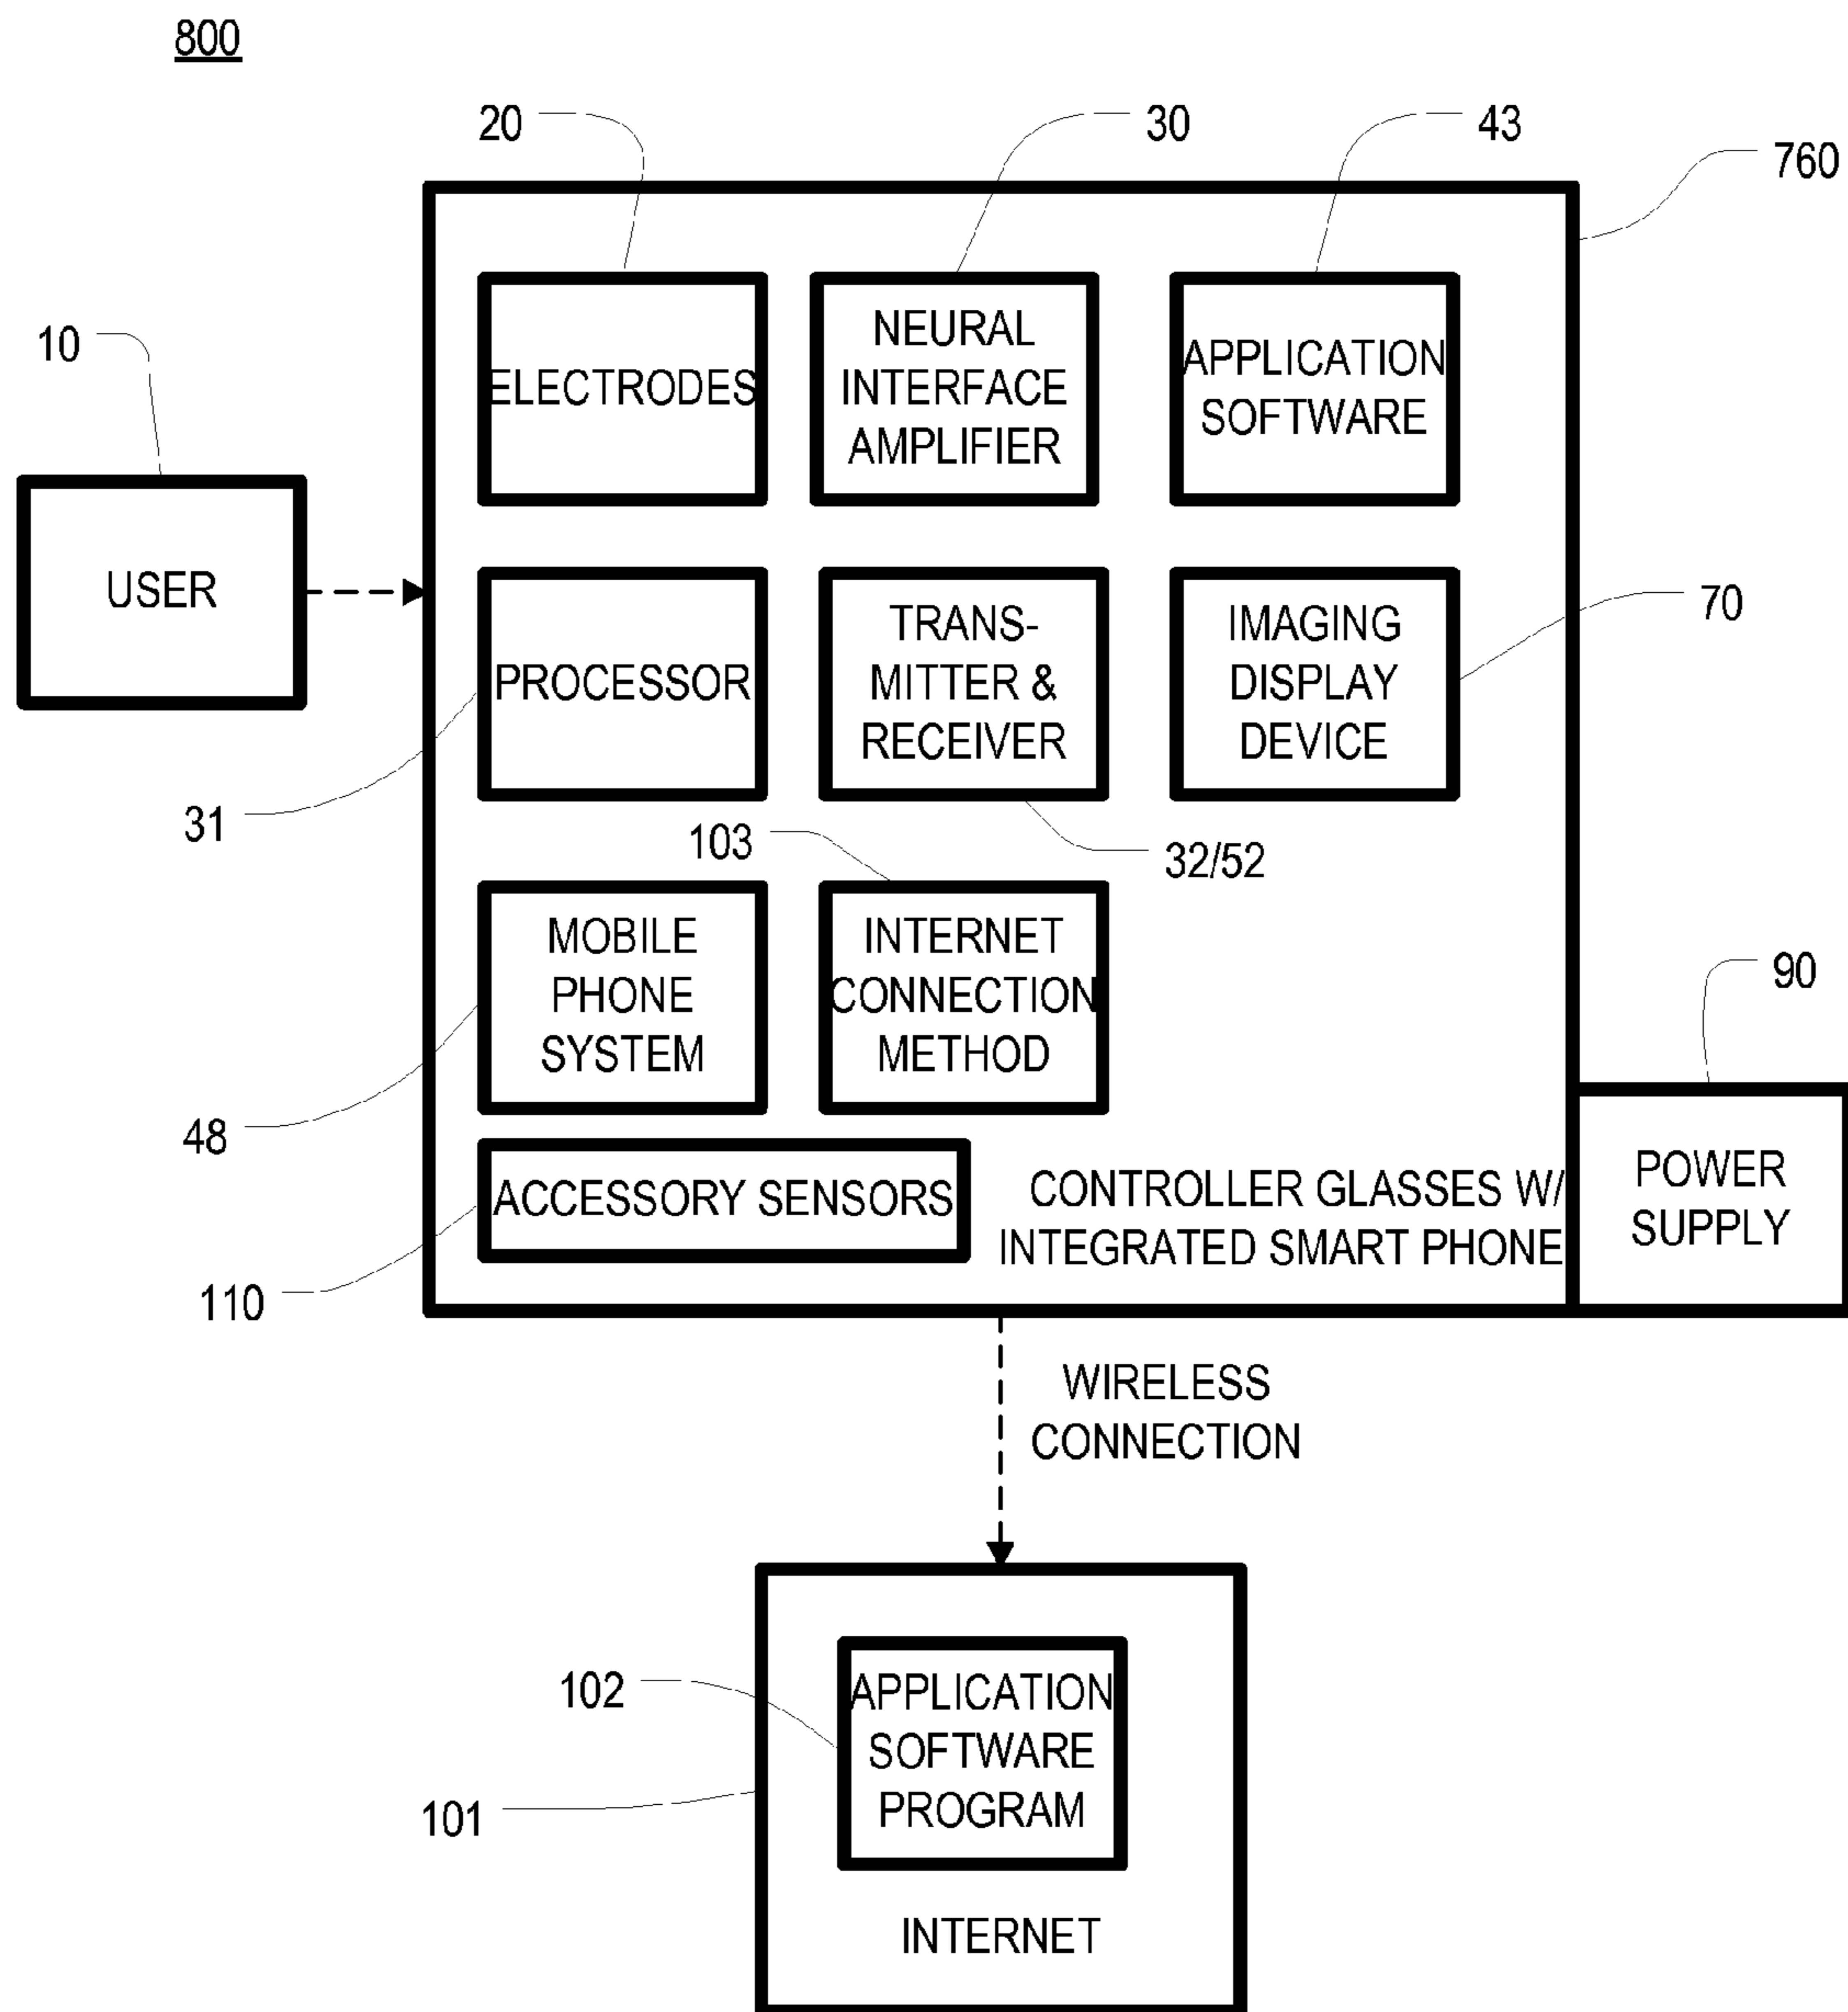 800
20
30
43
760
10
ELECTRODES
NEURAL
INTERFACE
AMPLIFIER
APPLICATION
SOFTWARE
USER
PROCESSOR
TRANS-
MITTER &
RECEIVER
IMAGING
DISPLAY
DEVICE
70
31
103
32/52
MOBILE
PHONE
SYSTEM
INTERNET
CONNECTION
METHOD
90
48
ACCESSORY SENSORS
CONTROLLER GLASSES W/
INTEGRATED SMART PHONE
POWER
SUPPLY
110
WIRELESS
CONNECTION
102
APPLICATION
SOFTWARE
PROGRAM
101
INTERNET